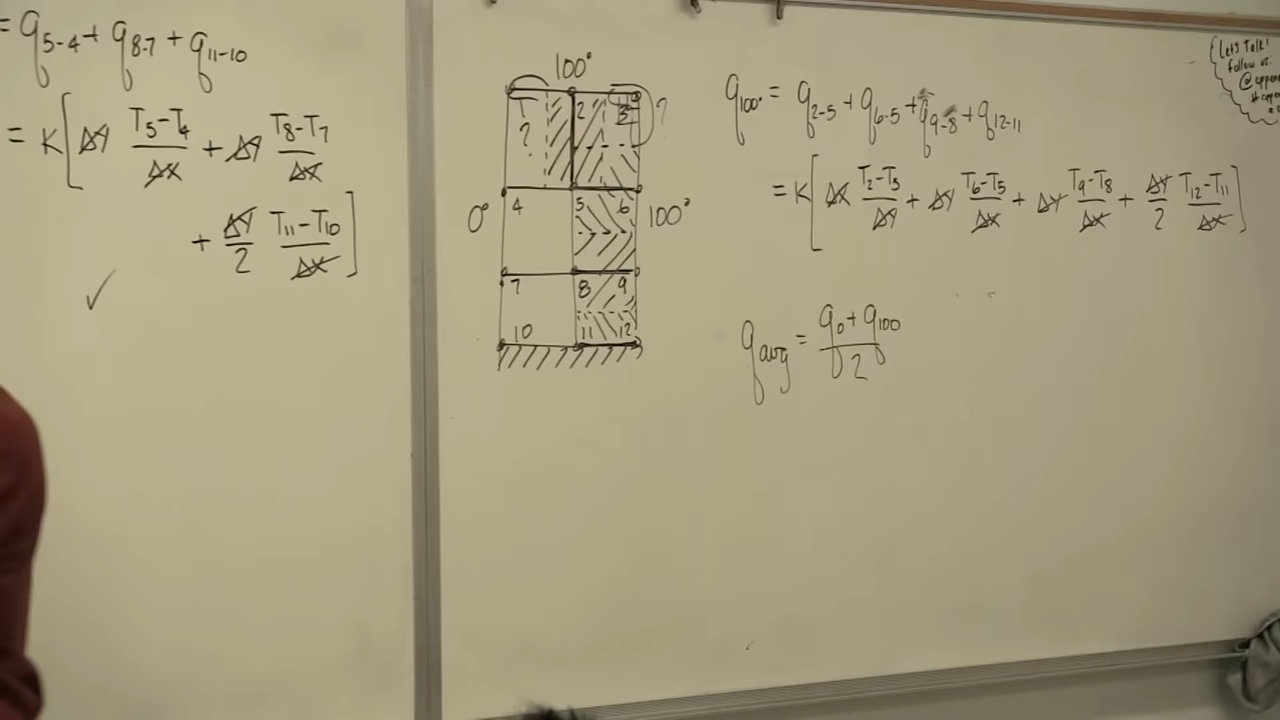 = q5-4 + q8-7 + q11-10
= K[ΔY T5-T4/ΔX + ΔY T8-T7/ΔX
+ ΔY/2 T11-T10/ΔX]
✓
100°
1 2 3
? ?
0° 4 5 6 100°
7 8 9
10 11 12
q100° = q2-5 + q6-5 + q9-8 + q12-11
= K[ΔX T2-T5/ΔY + ΔY T6-T5/ΔX + ΔY T9-T8/ΔX + ΔY/2 T12-T11/ΔX]
qavg = q0+q100/2
Let's Talk!
follow us: